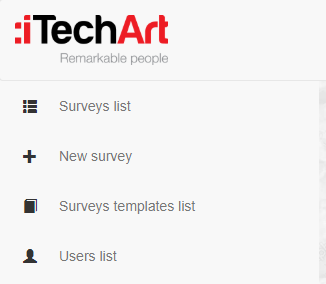 :iTechArt
Remarkable people
Surveys list
New survey
Surveys templates list
Users list